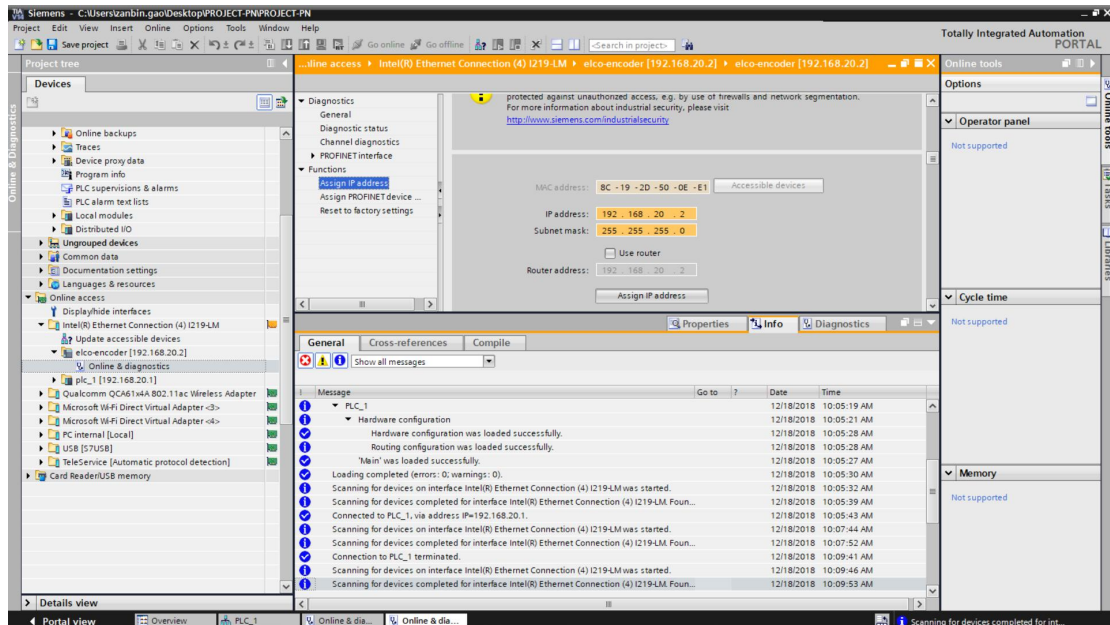 Siemens - C:\Users\zanbin.gao\Desktop\PROJECT-PN\PROJECT-PN
Project Edit View Insert Online Options Tools Window Help
Save project
Go online
Go offline
<Search in project>
Totally Integrated Automation
PORTAL
Project tree
Devices
Online & Diagnostics
Online backups
Traces
Device proxy data
Program info
PLC supervisions & alarms
PLC alarm text lists
Local modules
Distributed I/O
Ungrouped devices
Common data
Documentation settings
Languages & resources
Online access
Display/hide interfaces
Intel(R) Ethernet Connection (4) I219-LM
Update accessible devices
elco-encoder [192.168.20.2]
Online & diagnostics
plc_1 [192.168.20.1]
Qualcomm QCA61x4A 802.11ac Wireless Adapter
Microsoft Wi-Fi Direct Virtual Adapter <3>
Microsoft Wi-Fi Direct Virtual Adapter <4>
PC internal [Local]
USB [S7USB]
TeleService [Automatic protocol detection]
Card Reader/USB memory
Details view
...line access Intel(R) Ethernet Connection (4) I219-LM elco-encoder [192.168.20.2] elco-encoder [192.168.20.2]
Diagnostics
General
Diagnostic status
Channel diagnostics
PROFINET interface
Functions
Assign IP address
Assign PROFINET device ...
Reset to factory settings
protected against unauthorized access, e.g. by use of firewalls and network segmentation.
For more information about industrial security, please visit
http://www.siemens.com/industrialsecurity
MAC address: 8C -19 -2D -50 -0E -E1 Accessible devices
IP address: 192 . 168 . 20 . 2
Subnet mask: 255 . 255 . 255 . 0
Use router
Router address: 192 . 168 . 20 . 2
Assign IP address
Properties Info Diagnostics
General Cross-references Compile
Show all messages
! Message Go to ? Date Time
PLC_1 12/18/2018 10:05:19 AM
Hardware configuration 12/18/2018 10:05:21 AM
Hardware configuration was loaded successfully. 12/18/2018 10:05:28 AM
Routing configuration was loaded successfully. 12/18/2018 10:05:28 AM
'Main' was loaded successfully. 12/18/2018 10:05:27 AM
Loading completed (errors: 0; warnings: 0). 12/18/2018 10:05:30 AM
Scanning for devices on interface Intel(R) Ethernet Connection (4) I219-LM was started. 12/18/2018 10:05:32 AM
Scanning for devices completed for interface Intel(R) Ethernet Connection (4) I219-LM. Foun... 12/18/2018 10:05:39 AM
Connected to PLC_1, via address IP=192.168.20.1. 12/18/2018 10:05:43 AM
Scanning for devices on interface Intel(R) Ethernet Connection (4) I219-LM was started. 12/18/2018 10:07:44 AM
Scanning for devices completed for interface Intel(R) Ethernet Connection (4) I219-LM. Foun... 12/18/2018 10:07:52 AM
Connection to PLC_1 terminated. 12/18/2018 10:09:41 AM
Scanning for devices on interface Intel(R) Ethernet Connection (4) I219-LM was started. 12/18/2018 10:09:46 AM
Scanning for devices completed for interface Intel(R) Ethernet Connection (4) I219-LM. Foun... 12/18/2018 10:09:53 AM
Online tools
Options
Operator panel
Not supported
Cycle time
Not supported
Memory
Not supported
Online tools
Tasks
Libraries
Portal view Overview PLC_1 Online & dia... Online & dia... Scanning for devices completed for int...